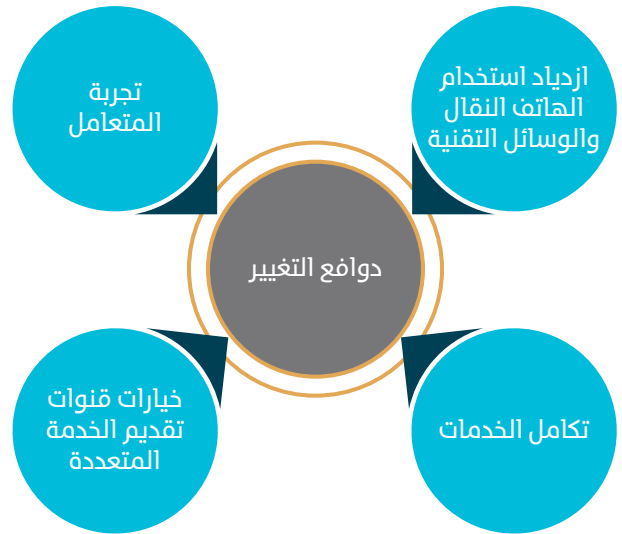 ازدياد استخدام
الهاتف النقال
والوسائل التقنية
تجربة
المتعامل
دوافع التغيير
تكامل الخدمات
خيارات قنوات
تقديم الخدمة
المتعددة